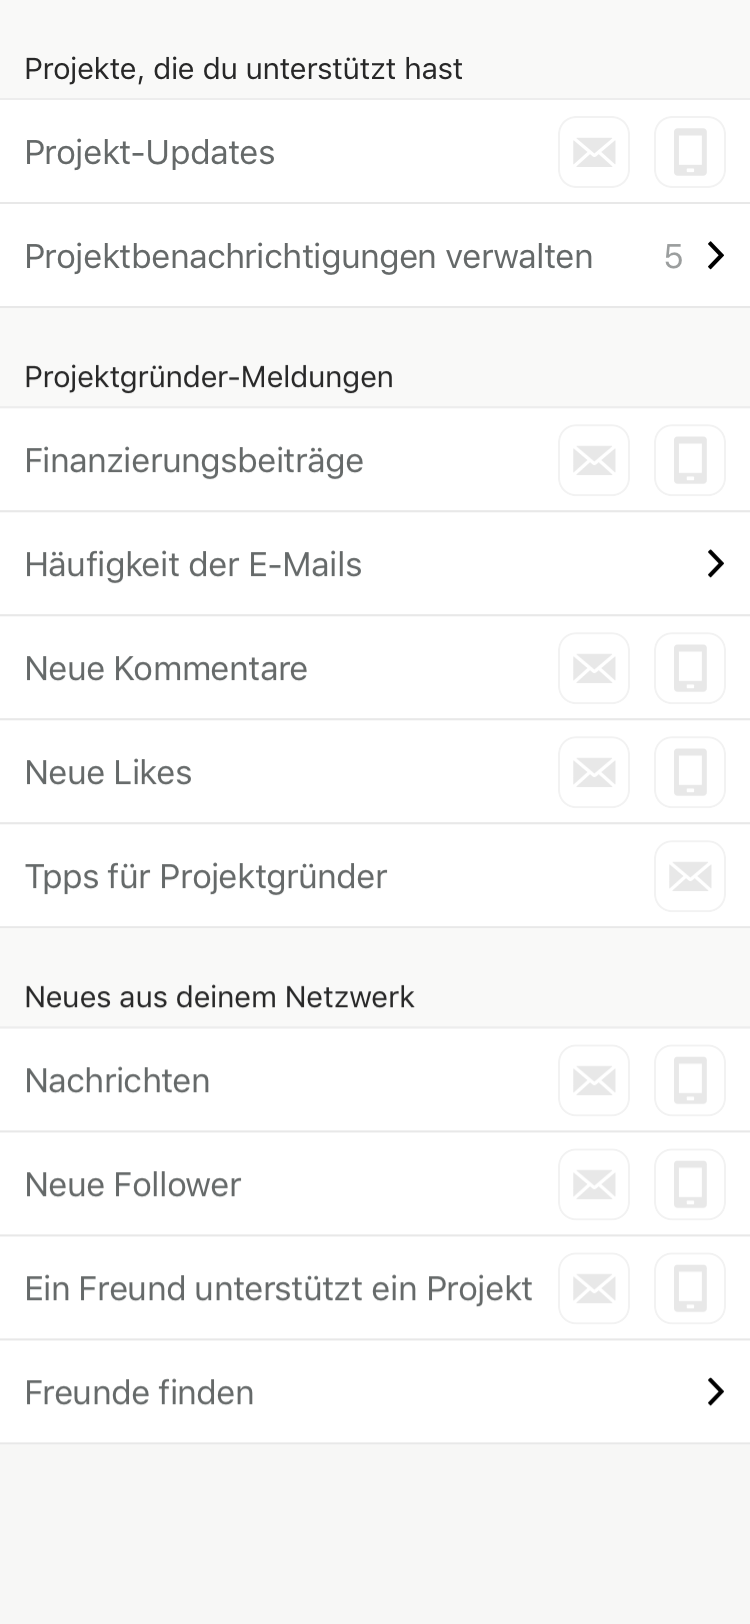 Projekte, die du unterstützt hast
Projekt-Updates
Projektbenachrichtigungen verwalten 5
Projektgründer-Meldungen
Finanzierungsbeiträge
Häufigkeit der E-Mails
Neue Kommentare
Neue Likes
Tpps für Projektgründer
Neues aus deinem Netzwerk
Nachrichten
Neue Follower
Ein Freund unterstützt ein Projekt
Freunde finden